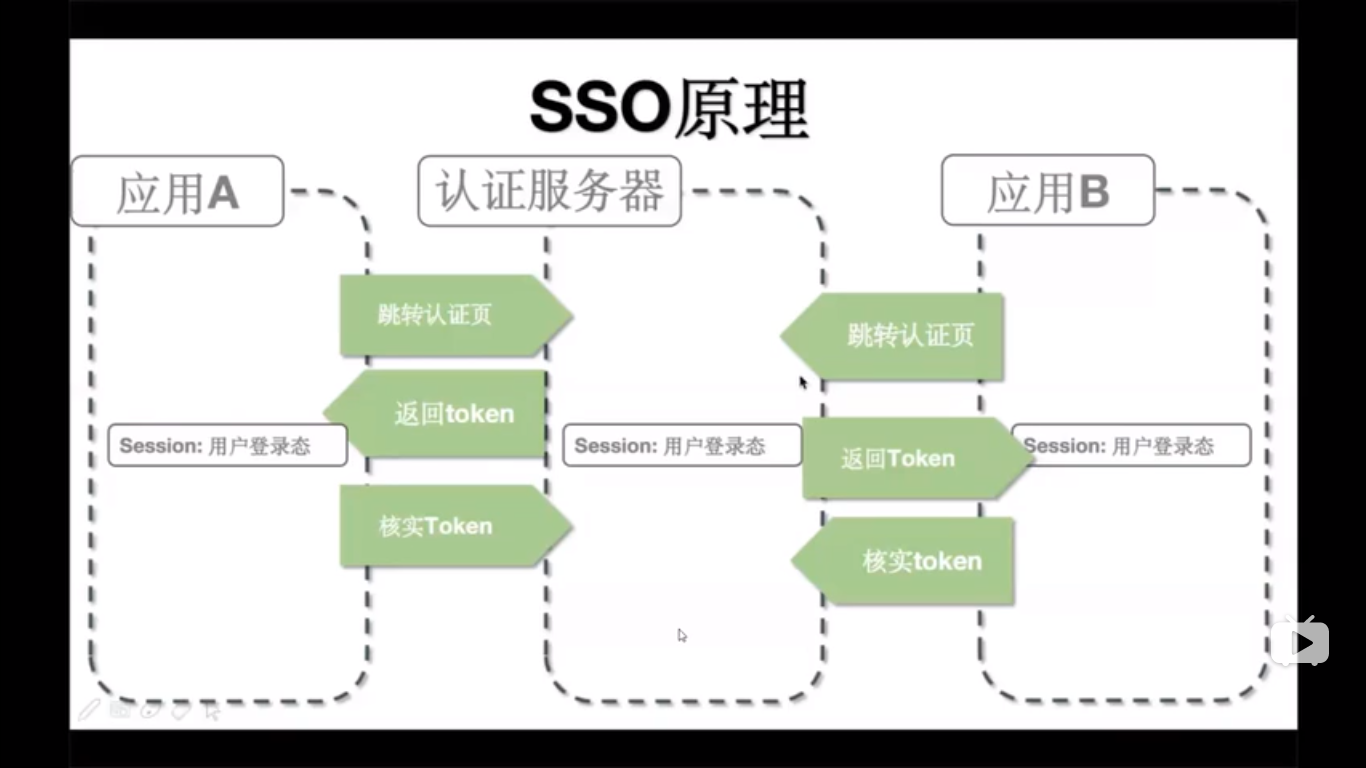 SSO原理
应用A
认证服务器
应用B
跳转认证页
跳转认证页
返回token
Session: 用户登录态
Session: 用户登录态
返回Token
Session: 用户登录态
核实Token
核实token